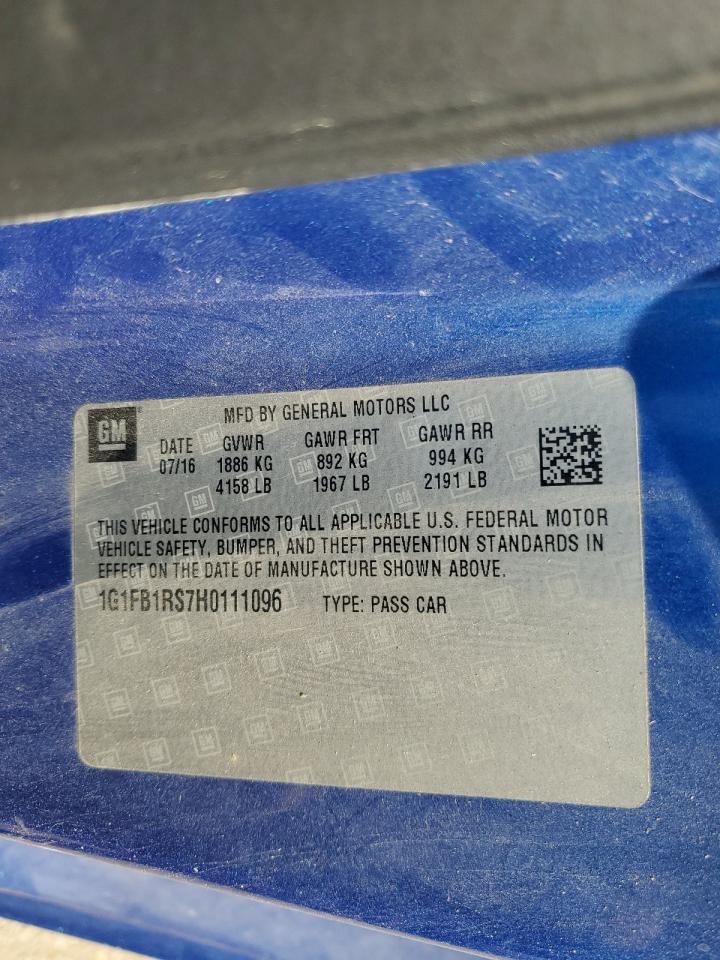 GM
MFD BY GENERAL MOTORS LLC
DATE GVWR GAWR FRT GAWR RR
07/16 1886 KG 892 KG 994 KG
4158 LB 1967 LB 2191 LB
THIS VEHICLE CONFORMS TO ALL APPLICABLE U.S. FEDERAL MOTOR
VEHICLE SAFETY, BUMPER, AND THEFT PREVENTION STANDARDS IN
EFFECT ON THE DATE OF MANUFACTURE SHOWN ABOVE.
1G1FB1RS7H0111096 TYPE: PASS CAR